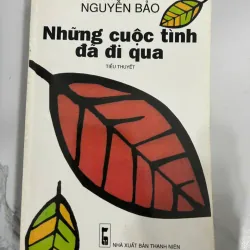 NGUYỄN BẢO
Những cuộc tình
đã đi qua
TIỂU THUYẾT
NHÀ XUẤT BẢN THANH NIÊN